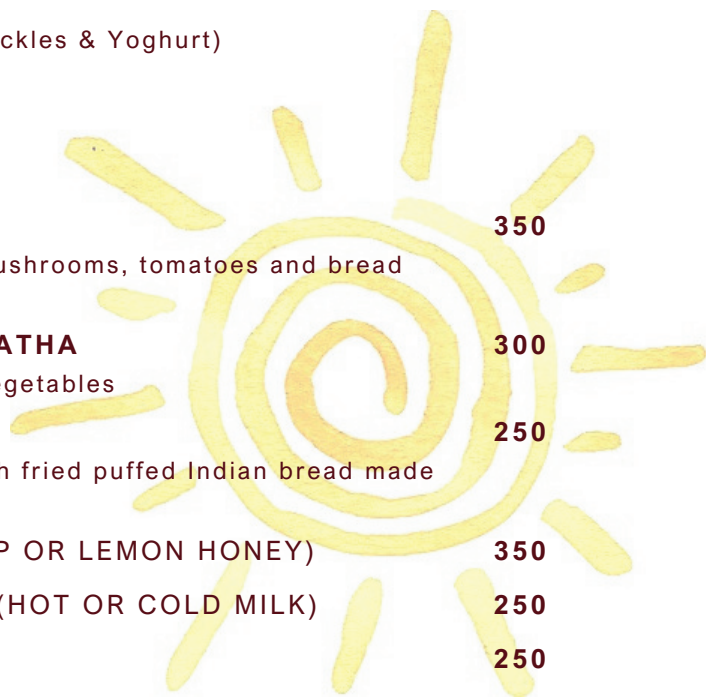 ckles & Yoghurt)
350
ushrooms, tomatoes and bread
ATHA 300
egetables
250
h fried puffed Indian bread made
P OR LEMON HONEY) 350
(HOT OR COLD MILK) 250
250